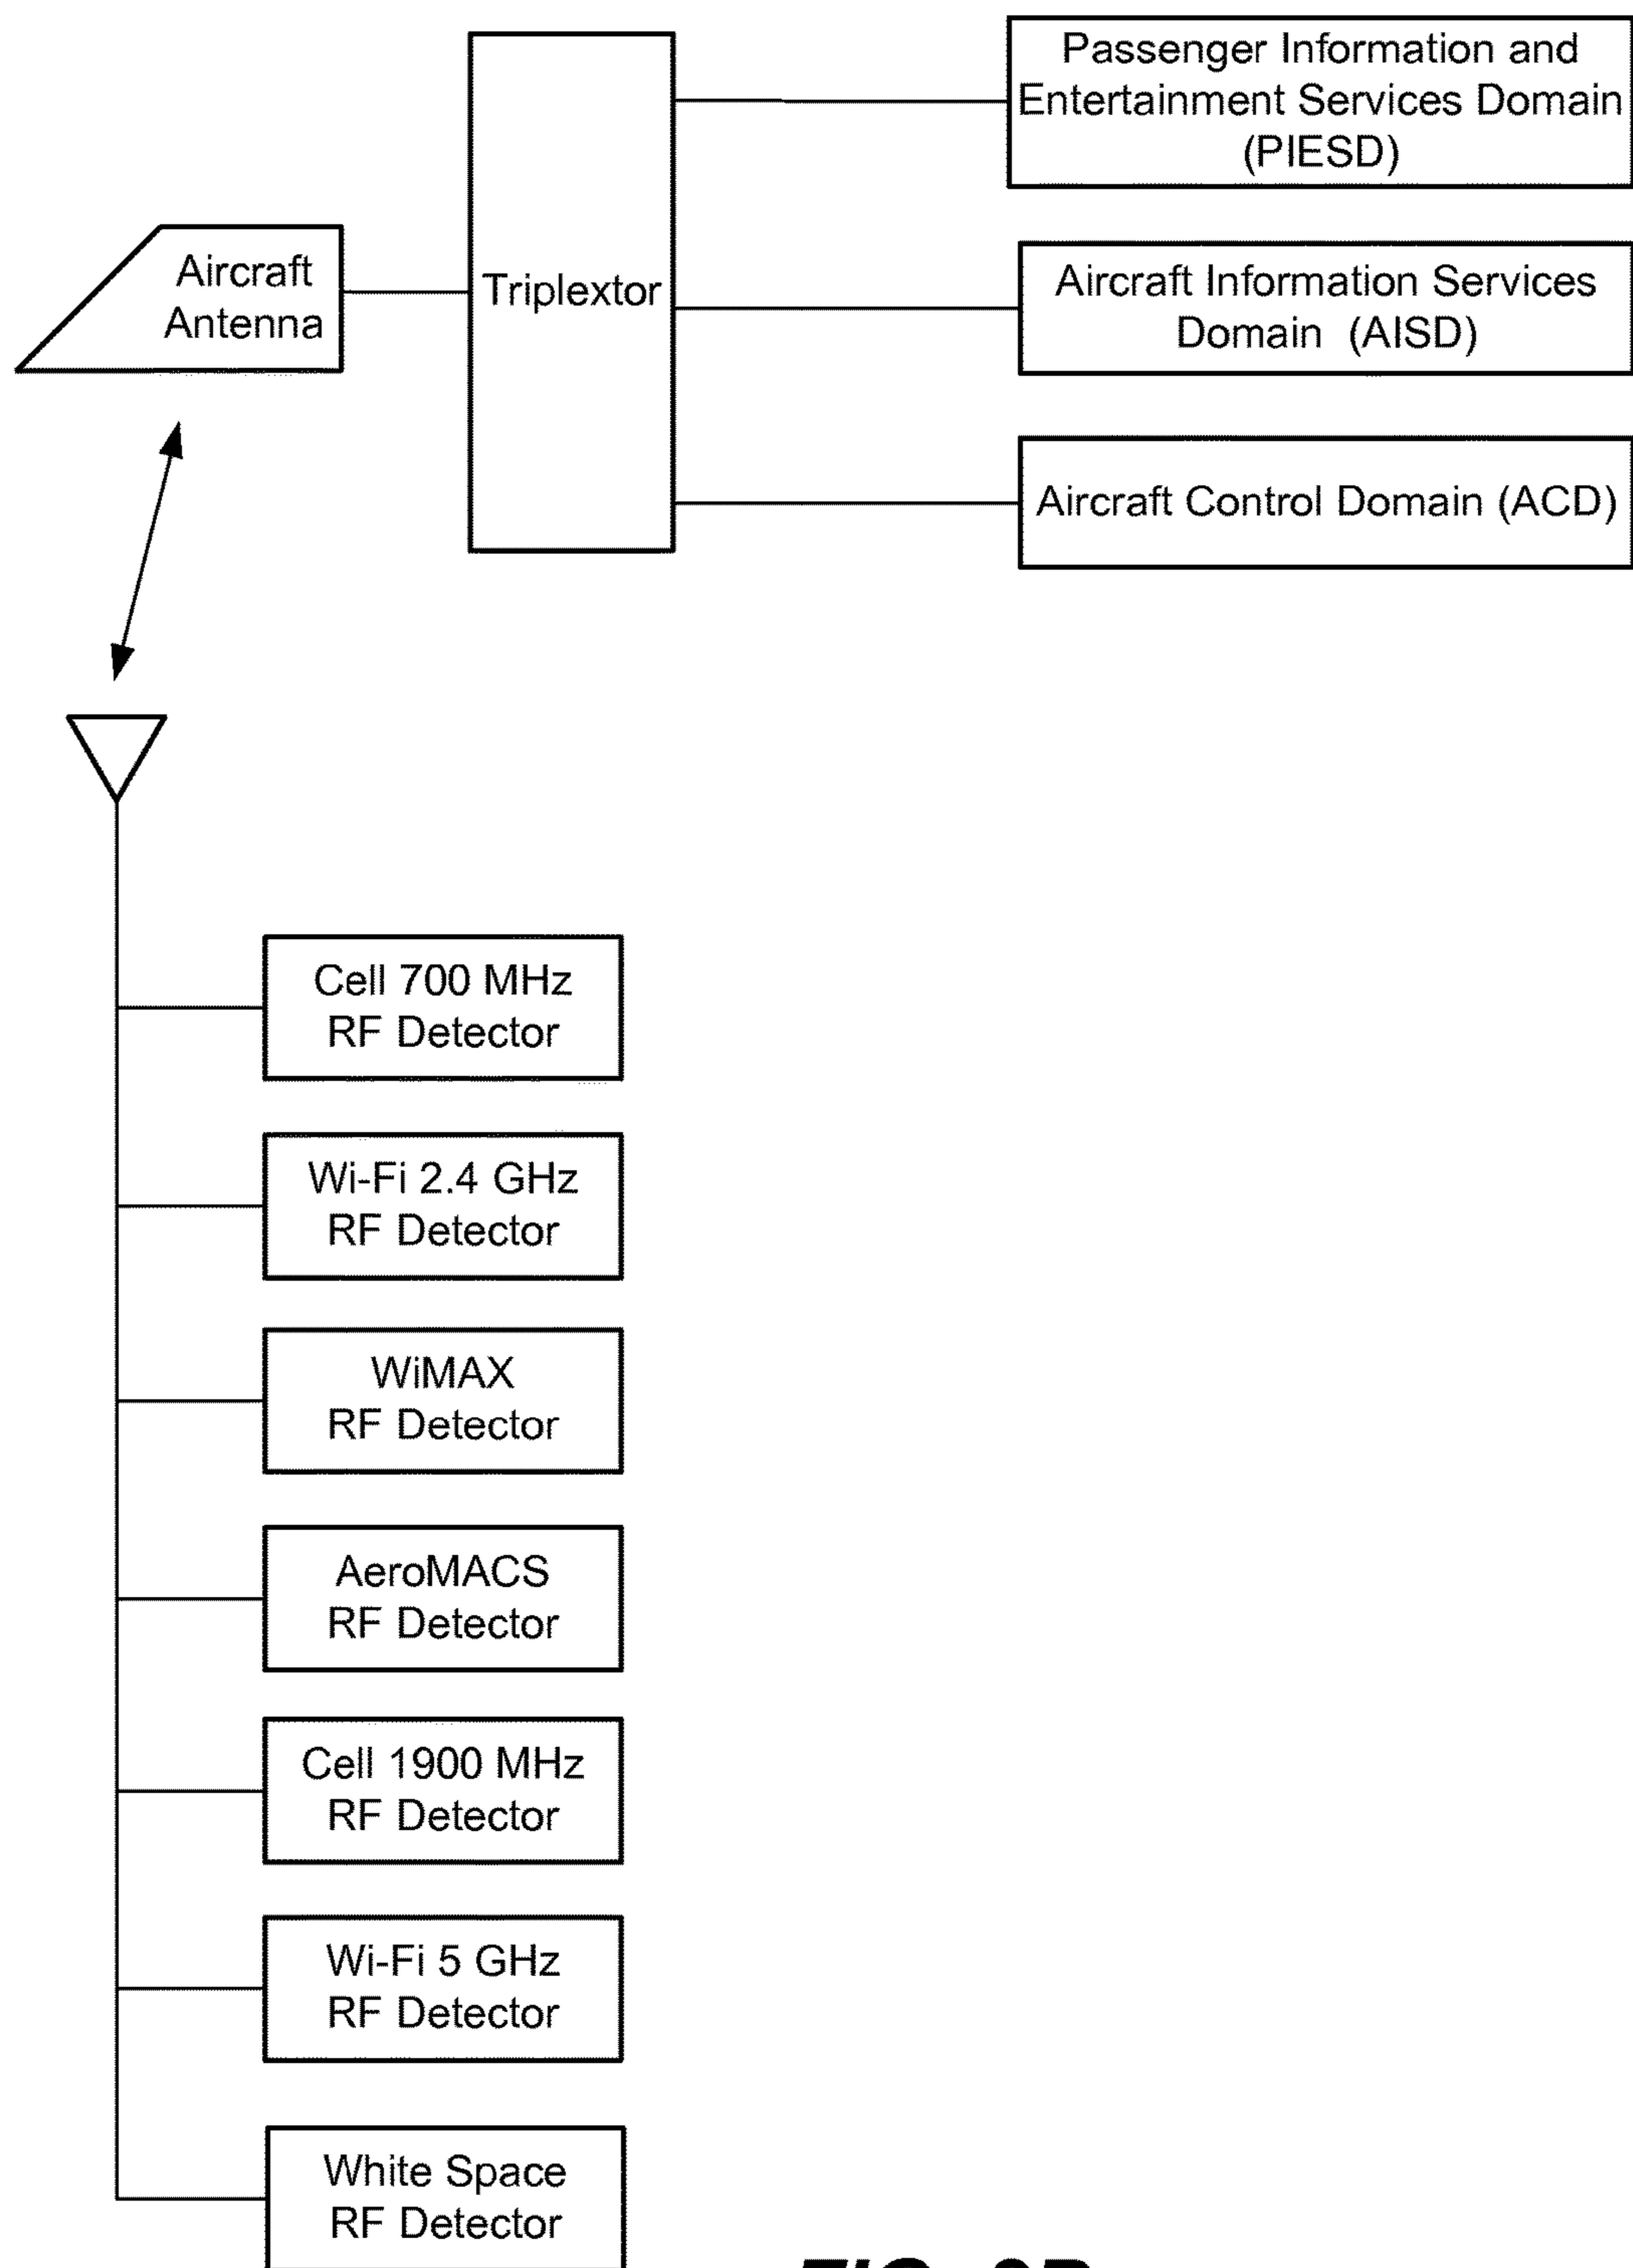 Passenger Information and
Entertainment Services Domain
(PIESD)
Aircraft
Antenna
Triplextor
Aircraft Information Services
Domain (AISD)
Aircraft Control Domain (ACD)
Cell 700 MHz
RF Detector
Wi-Fi 2.4 GHz
RF Detector
WiMAX
RF Detector
AeroMACS
RF Detector
Cell 1900 MHz
RF Detector
Wi-Fi 5 GHz
RF Detector
White Space
RF Detector